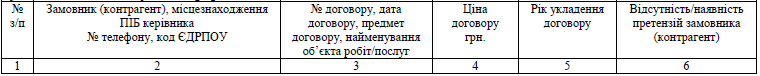 №
з/п
Замовник (контрагент), місцезнаходження
ПІБ керівника
№ телефону, код ЄДРПОУ
№ договору, дата
договору, предмет
договору, найменування
об’єкта робіт/послуг
Ціна
договору
грн.
Рік укладення
договору
Відсутність/наявність
претензій замовника
(контрагент)
1 2 3 4 5 6